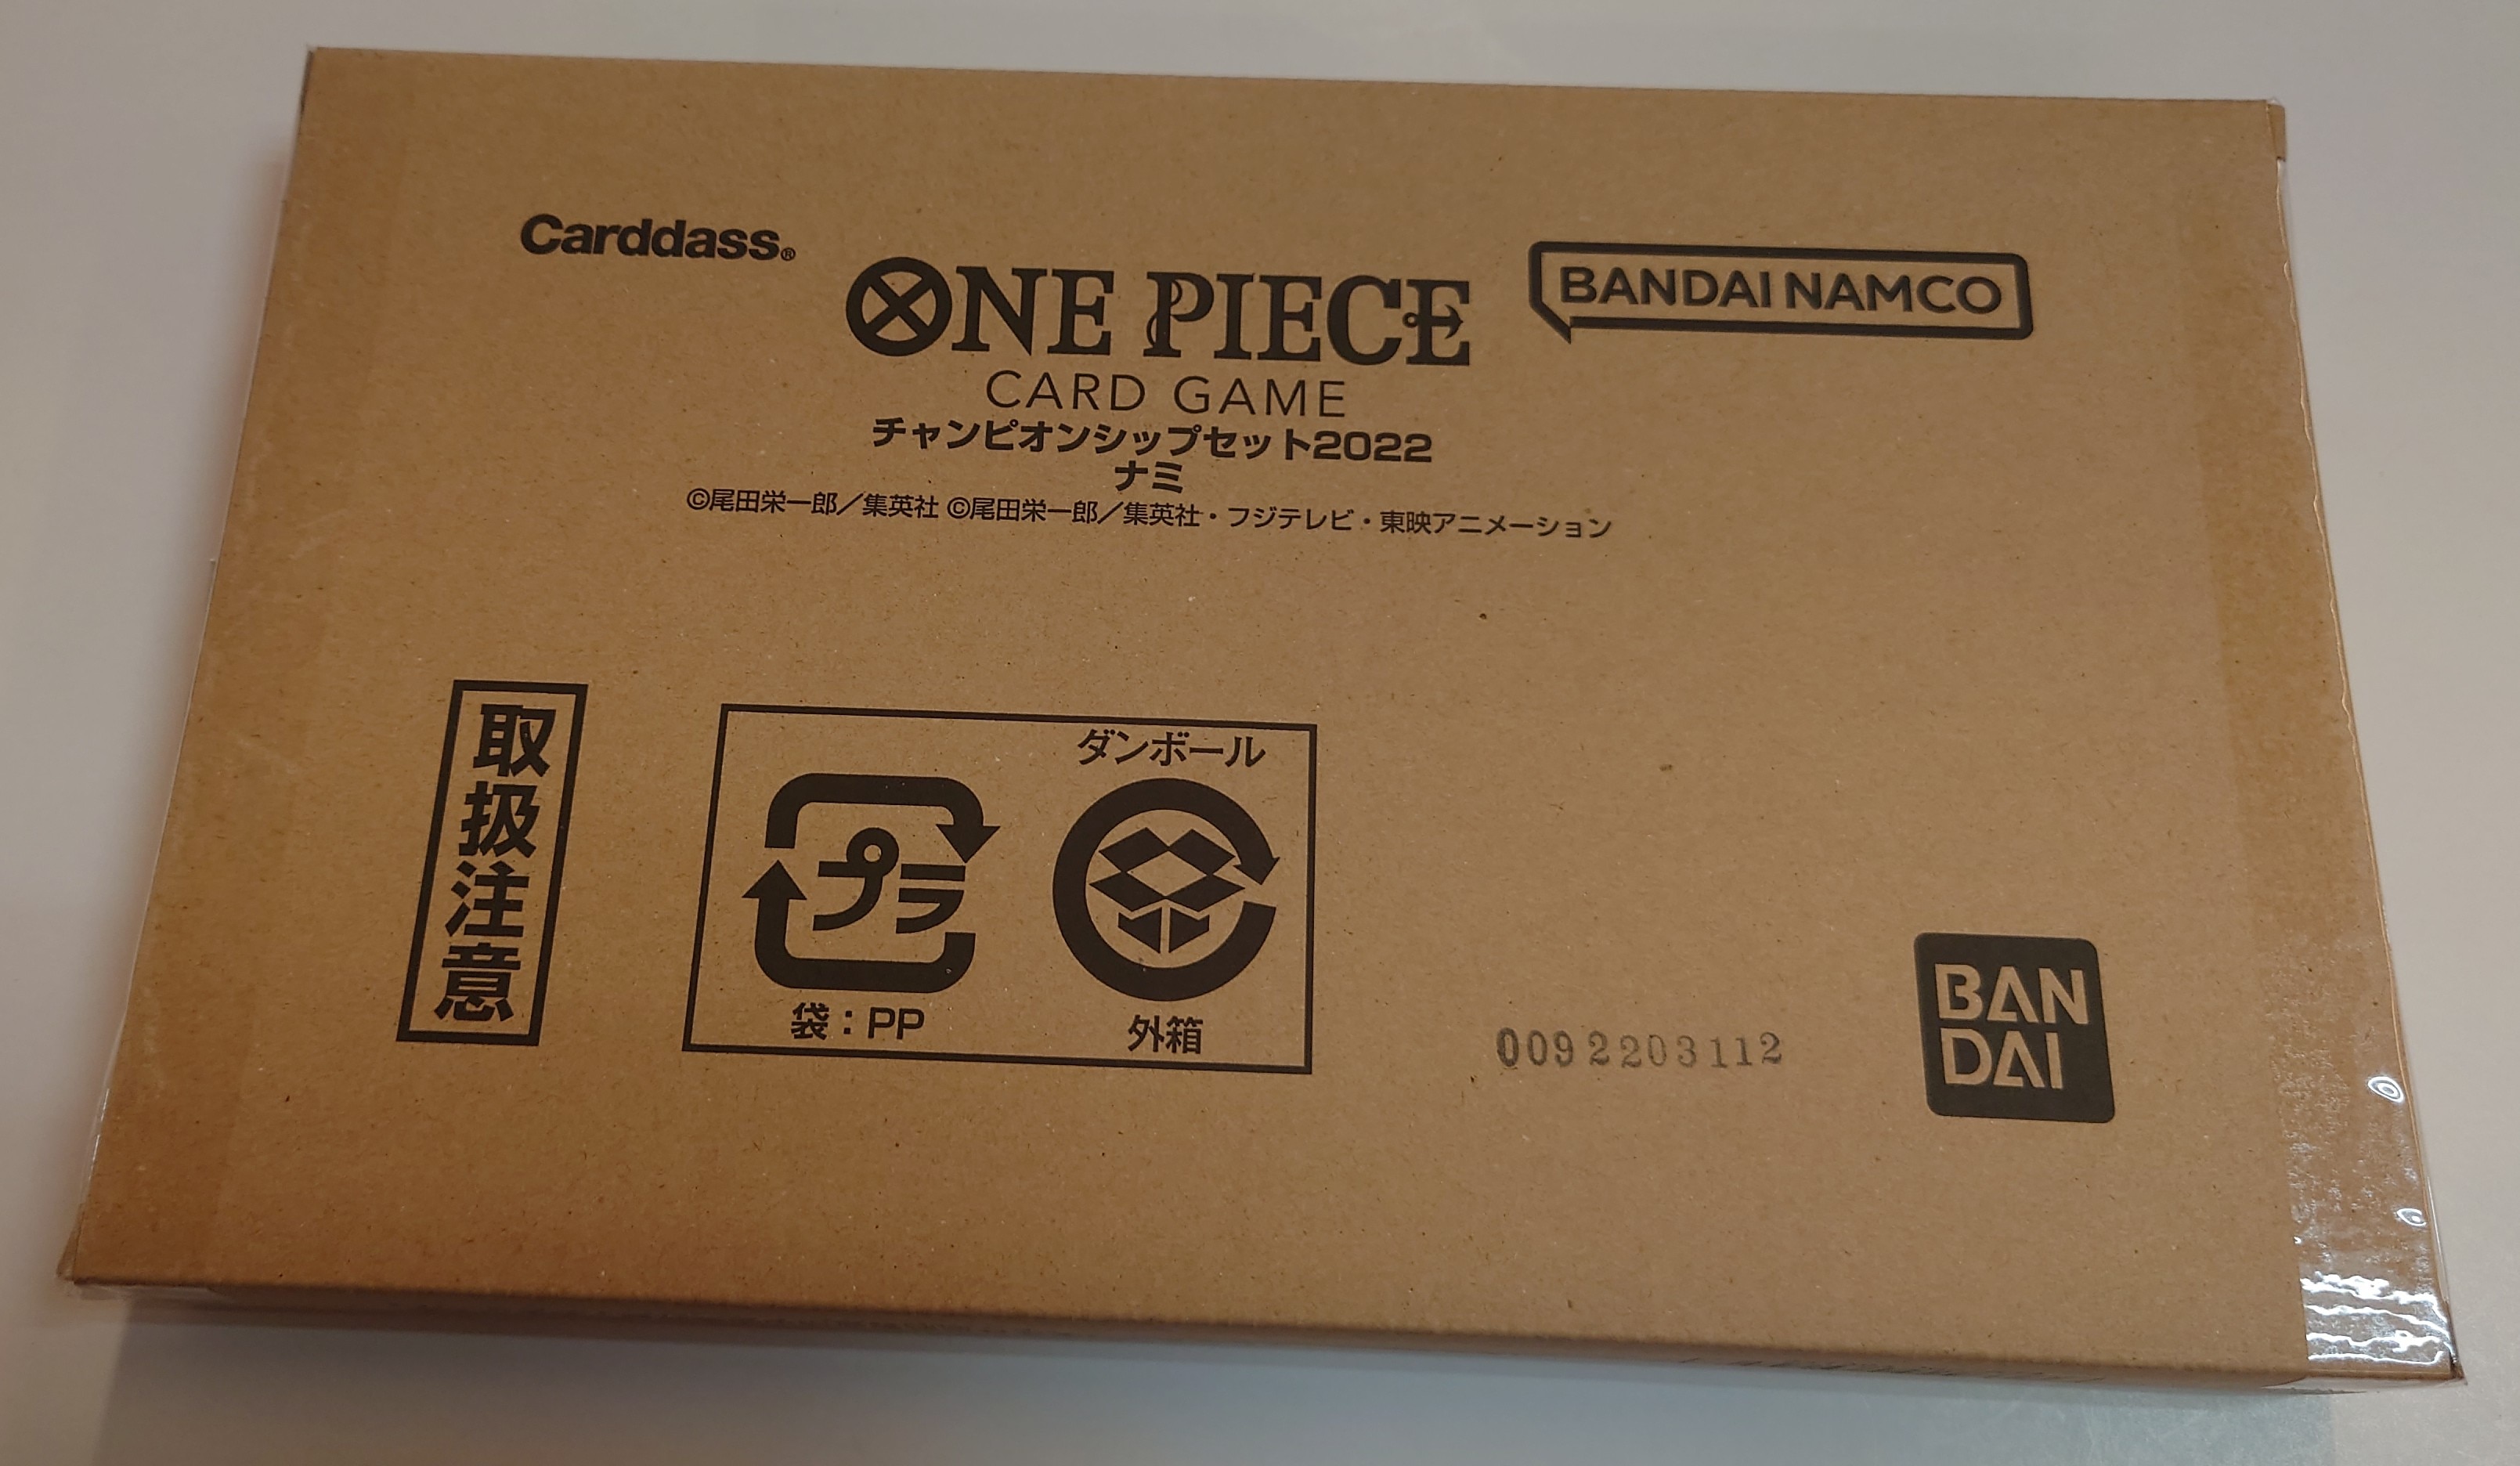 Carddass®
ONE PIECE
CARD GAME
BANDAI NAMCO
チャンピオンシップセット2022
ナミ
©尾田栄一郎／集英社 ©尾田栄一郎／集英社・フジテレビ・東映アニメーション
取扱注意
プラ
袋：PP
ダンボール
外箱
0092203112
BAN
DAI